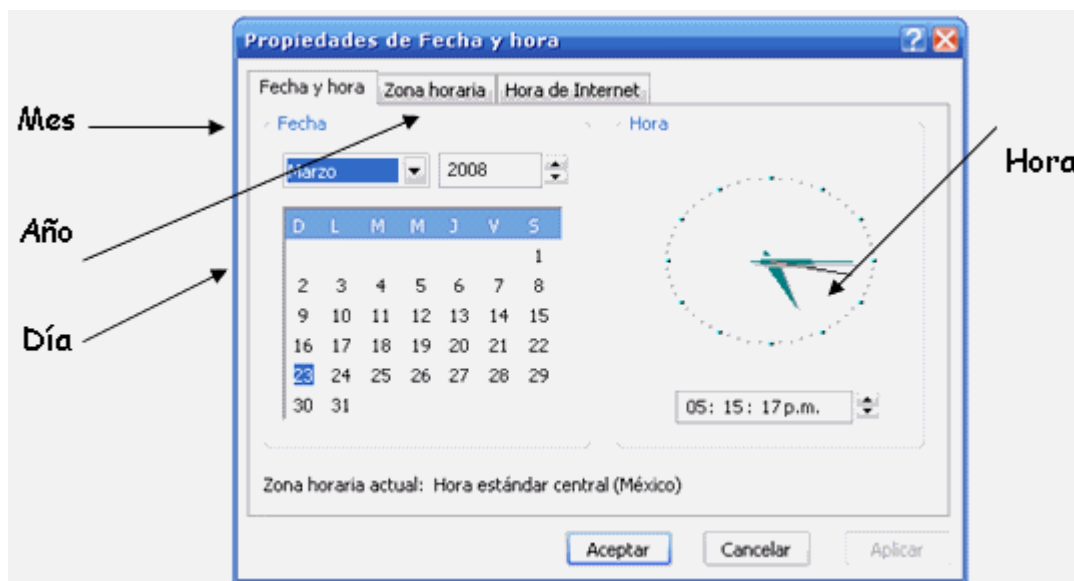 Propiedades de Fecha y hora
Fecha y hora Zona horaria Hora de Internet
Mes
Fecha
Hora
Hora
Marzo 2008
Año
D L M M J V S
1
2 3 4 5 6 7 8
9 10 11 12 13 14 15
Día
16 17 18 19 20 21 22
23 24 25 26 27 28 29
30 31
05: 15: 17 p.m.
Zona horaria actual: Hora estándar central (México)
Aceptar Cancelar Aplicar